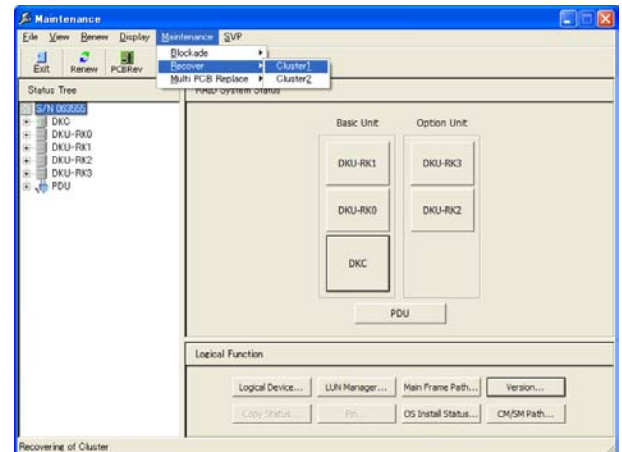 Maintenance
File View Renew Display Maintenance SVP
Exit Renew PCBRev
Blockade
Recover
Multi PCB Replace
Cluster1
Cluster2
Status Tree
S/N 063555
DKC
DKU-RK0
DKU-RK1
DKU-RK2
DKU-RK3
PDU
RAID System Status
Basic Unit Option Unit
DKU-RK1 DKU-RK3
DKU-RK0 DKU-RK2
DKC
PDU
Logical Function
Logical Device... LUN Manager... Main Frame Path... Version...
Copy Status... Pin... OS Install Status... CM/SM Path...
Recovering of Cluster